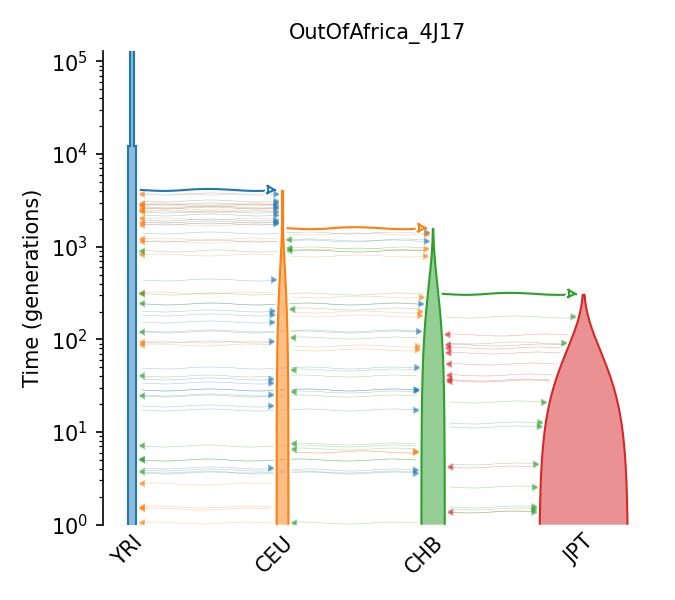 OutOfAfrica_4J17
Time (generations)
10^5
10^4
10^3
10^2
10^1
10^0
YRI
CEU
CHB
JPT